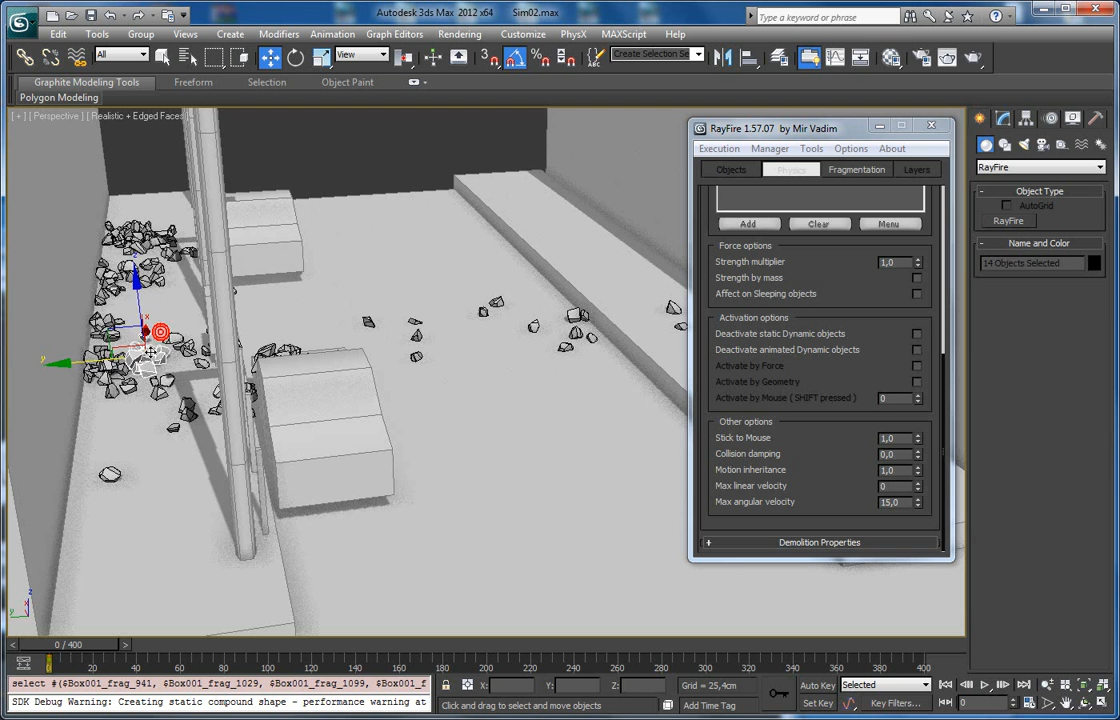 Autodesk 3ds Max 2012 x64 Sim02.max
Type a keyword or phrase
Edit Tools Group Views Create Modifiers Animation Graph Editors Rendering Customize PhysX MAXScript Help
All
View
3
Create Selection Se
Graphite Modeling Tools Freeform Selection Object Paint
Polygon Modeling
[ + ] [ Perspective ] [ Realistic + Edged Faces ]
RayFire 1.57.07 by Mir Vadim
Execution Manager Tools Options About
Objects Physics Fragmentation Layers
Add Clear Menu
Force options
Strength multiplier 1,0
Strength by mass
Affect on Sleeping objects
Activation options
Deactivate static Dynamic objects
Deactivate animated Dynamic objects
Activate by Force
Activate by Geometry
Activate by Mouse ( SHIFT pressed ) 0
Other options
Stick to Mouse 1,0
Collision damping 0,0
Motion inheritance 1,0
Max linear velocity 0
Max angular velocity 15,0
+ Demolition Properties
RayFire
- Object Type
AutoGrid
RayFire
- Name and Color
14 Objects Selected
z
x
y
z
x
y
< 0 / 400 >
0 20 40 60 80 100 120 140 160 180 200 220 240 260 280 300 320 340 360 380 400
select #($Box001_frag_941, $Box001_frag_1029, $Box001_frag_1099, $Box001_f
SDK Debug Warning: Creating static compound shape - performance warning at
X: Y: Z: Grid = 25,4cm
Click and drag to select and move objects
Add Time Tag
Auto Key Selected
Set Key Key Filters...
0